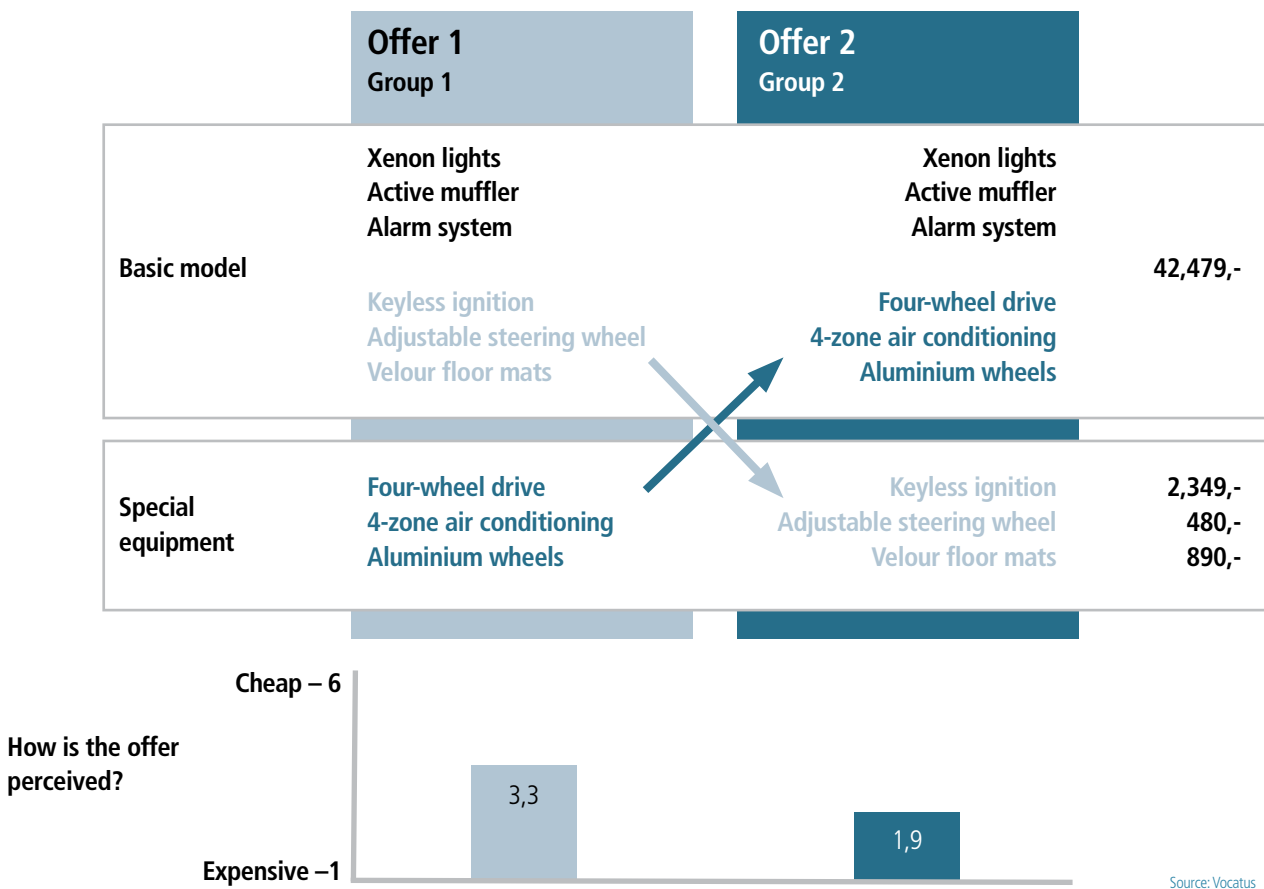 Offer 1
Group 1
Offer 2
Group 2
Basic model
Xenon lights
Active muffler
Alarm system
Keyless ignition
Adjustable steering wheel
Velour floor mats
Xenon lights
Active muffler
Alarm system
Four-wheel drive
4-zone air conditioning
Aluminium wheels
42,479,-
Special
equipment
Four-wheel drive
4-zone air conditioning
Aluminium wheels
Keyless ignition
Adjustable steering wheel
Velour floor mats
2,349,-
480,-
890,-
How is the offer
perceived?
Cheap – 6
Expensive –1
3,3
1,9
Source: Vocatus